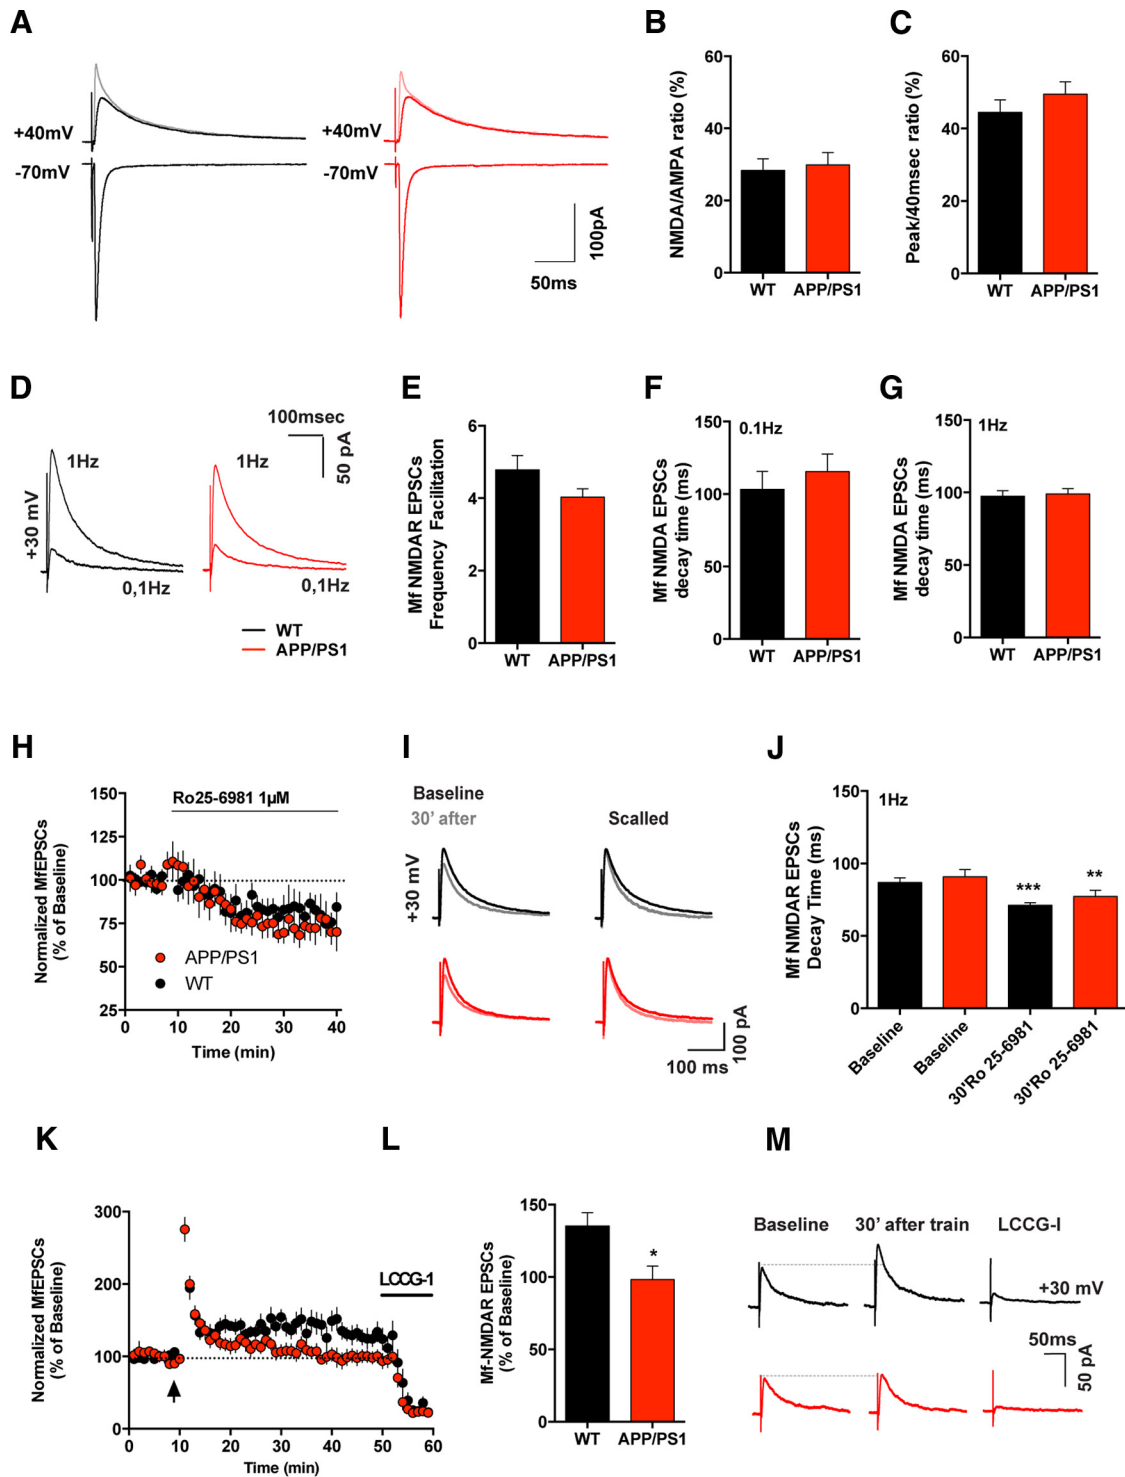 A
+40mV
-70mV
+40mV
-70mV
100pA
50ms
B
NMDA/AMPA ratio (%)
60
40
20
0
WT APP/PS1
C
Peak/40msec ratio (%)
60
40
20
0
WT APP/PS1
D
100msec
50 pA
1Hz
1Hz
+30 mV
0,1Hz
0,1Hz
WT
APP/PS1
E
Mf NMDAR EPSCs
Frequency Facilitation
6
4
2
0
WT APP/PS1
F
Mf NMDA EPSCs
decay time (ms)
150
100
50
0
0.1Hz
WT APP/PS1
G
Mf NMDA EPSCs
decay time (ms)
150
100
50
0
1Hz
WT APP/PS1
H
Normalized MfEPSCs
(% of Baseline)
150
125
100
75
50
25
Ro25-6981 1µM
APP/PS1
WT
0 10 20 30 40
Time (min)
I
Baseline
30' after
Scalled
+30 mV
100 pA
100 ms
J
Mf NMDAR EPSCs
Decay Time (ms)
150
100
50
0
1Hz
***
**
Baseline
Baseline
30'Ro 25-6981
30'Ro 25-6981
K
Normalized MfEPSCs
(% of Baseline)
300
200
100
0
LCCG-1
0 10 20 30 40 50 60
Time (min)
L
Mf-NMDAR EPSCs
(% of Baseline)
150
100
50
0
*
WT APP/PS1
M
Baseline 30' after train LCCG-I
+30 mV
50ms
50 pA